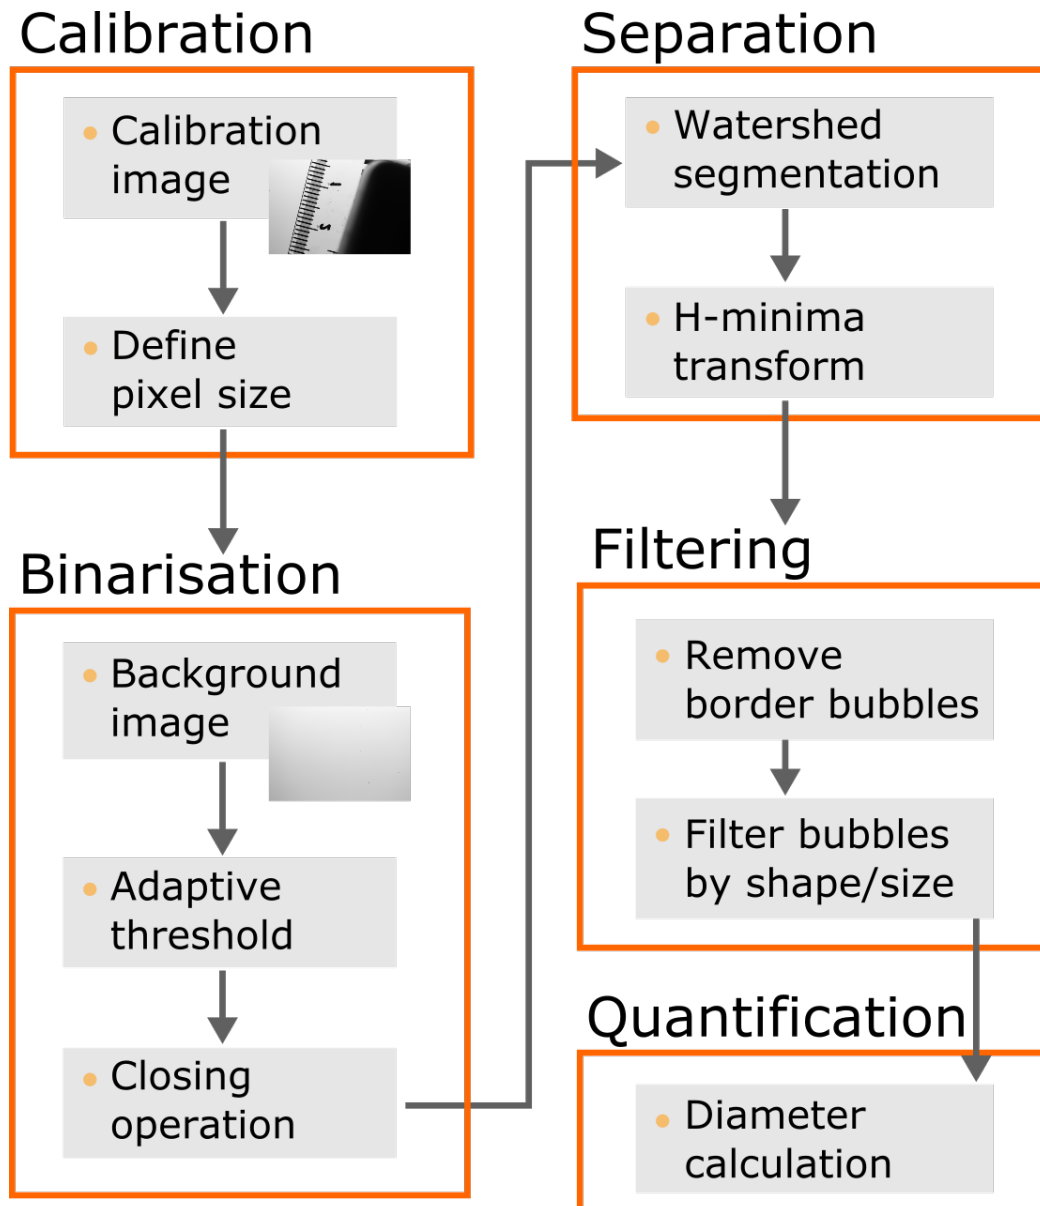 Calibration
Calibration
image
Define
pixel size
Binarisation
Background
image
Adaptive
threshold
Closing
operation
Separation
Watershed
segmentation
H-minima
transform
Filtering
Remove
border bubbles
Filter bubbles
by shape/size
Quantification
Diameter
calculation